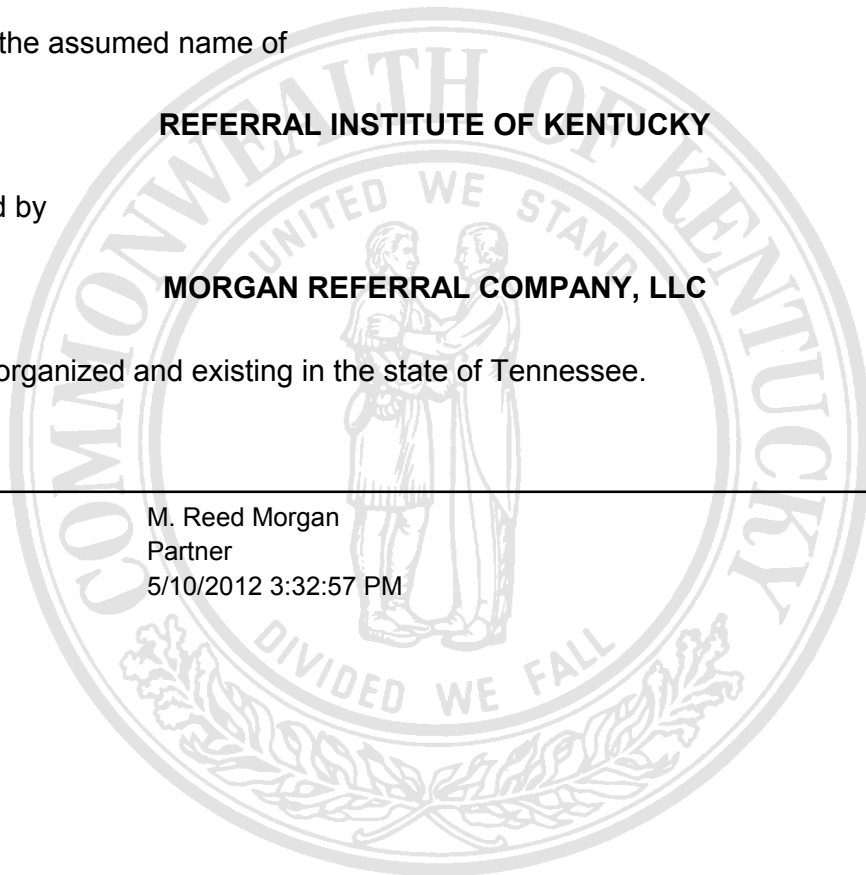 the assumed name of
REFERRAL INSTITUTE OF KENTUCKY
d by
MORGAN REFERRAL COMPANY, LLC
organized and existing in the state of Tennessee.
M. Reed Morgan
Partner
5/10/2012 3:32:57 PM
COMMONWEALTH OF KENTUCKY
UNITED WE STAND
DIVIDED WE FALL